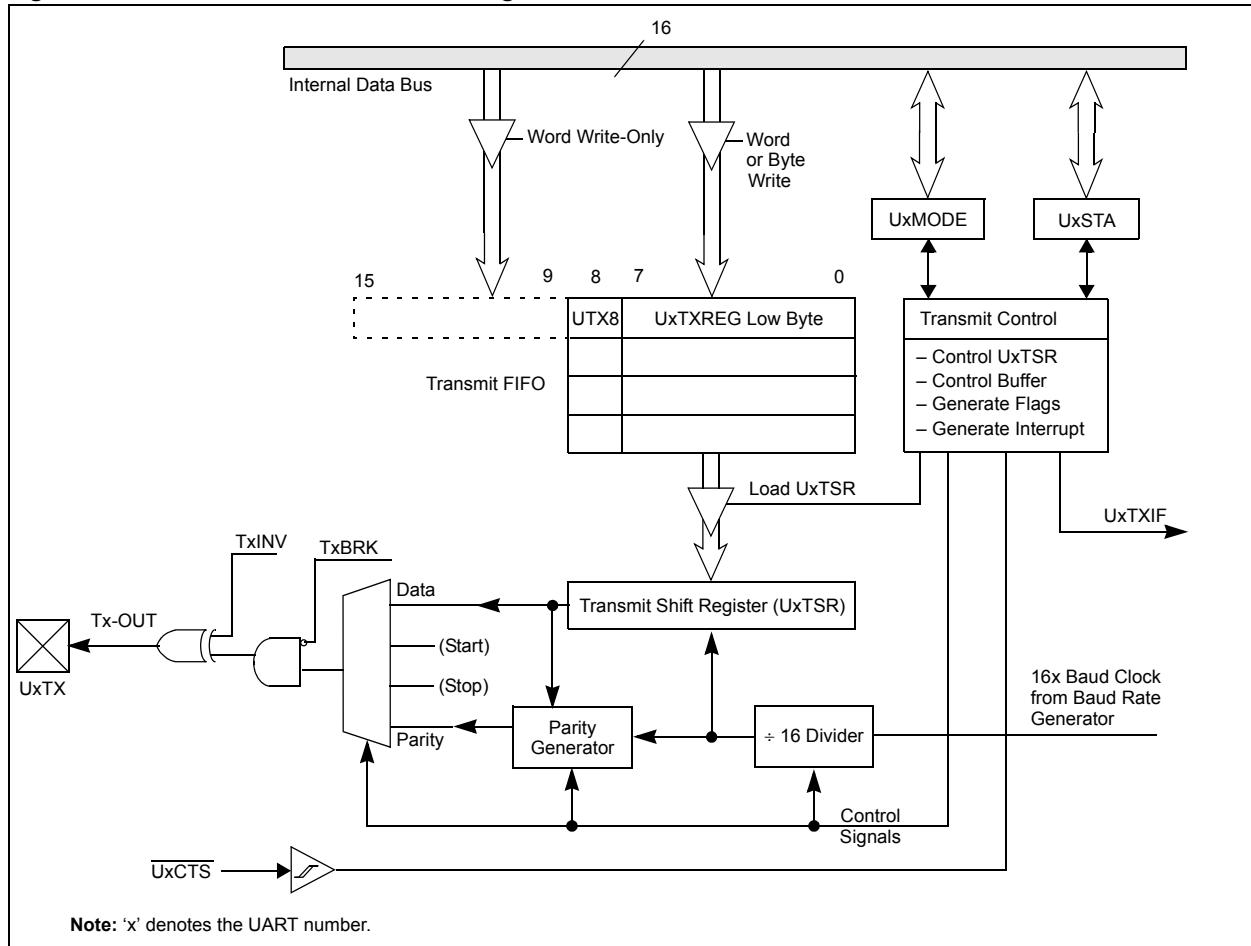 16
Internal Data Bus
Word Write-Only
Word
or Byte
Write
UxMODE
UxSTA
15
9
8
7
0
UTX8
UxTXREG Low Byte
Transmit Control
– Control UxTSR
– Control Buffer
– Generate Flags
– Generate Interrupt
Transmit FIFO
Load UxTSR
UxTXIF
TxINV
TxBRK
Data
Transmit Shift Register (UxTSR)
Tx-OUT
(Start)
UxTX
(Stop)
16x Baud Clock
from Baud Rate
Generator
Parity
Parity
Generator
÷ 16 Divider
Control
Signals
UxCTS
Note: ‘x’ denotes the UART number.